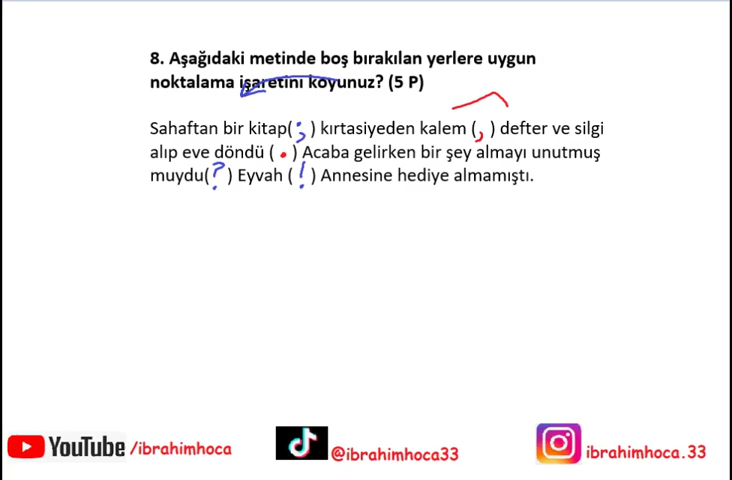 8. Aşağıdaki metinde boş bırakılan yerlere uygun
noktalama işaretini koyunuz? (5 P)
Sahaftan bir kitap(;) kırtasiyeden kalem (,) defter ve silgi
alıp eve döndü (.) Acaba gelirken bir şey almayı unutmuş
muydu(?) Eyvah (!) Annesine hediye almamıştı.
YouTube /ibrahimhoca
@ibrahimhoca33
ibrahimhoca.33